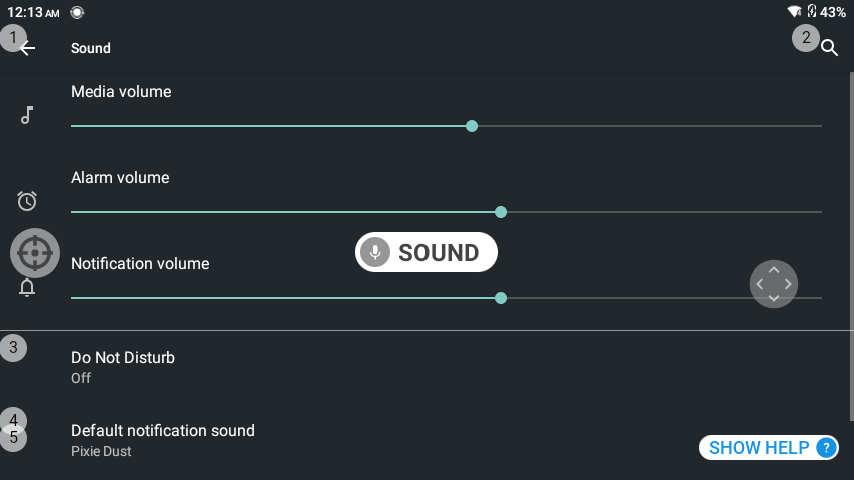 12:13 AM
43%
1
Sound
2
Media volume
Alarm volume
SOUND
Notification volume
3
Do Not Disturb
Off
4
5
Default notification sound
Pixie Dust
SHOW HELP ?